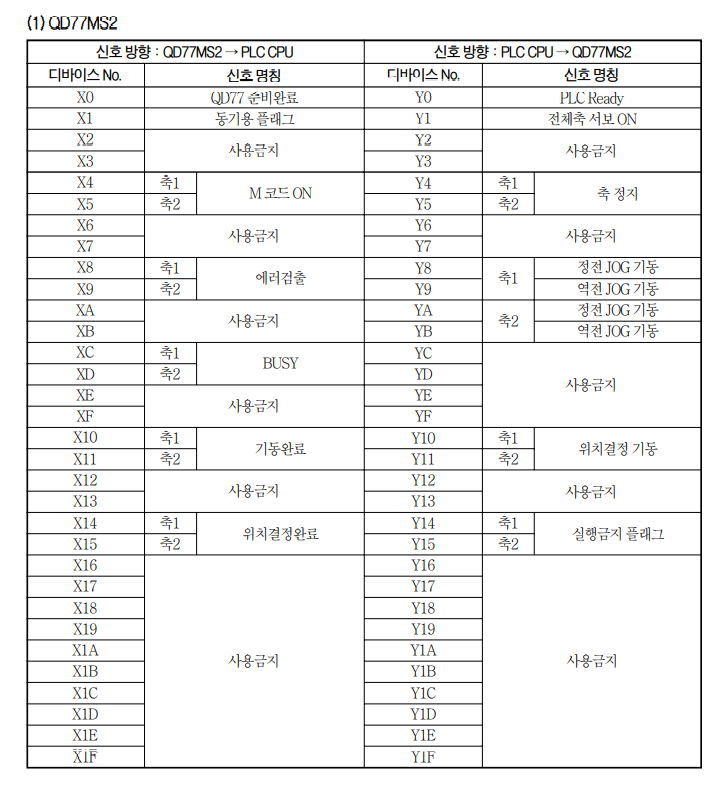 (1) QD77MS2
신호 방향 : QD77MS2 → PLC CPU 신호 방향 : PLC CPU → QD77MS2
디바이스 No. 신호 명칭 디바이스 No. 신호 명칭
X0 QD77 준비완료 Y0 PLC Ready
X1 동기용 플래그 Y1 전체축 서보 ON
X2 사용금지 Y2 사용금지
X3 Y3
X4 축1 M 코드 ON Y4 축1 축 정지
X5 축2 Y5 축2
X6 사용금지 Y6 사용금지
X7 Y7
X8 축1 에러검출 Y8 축1 정전 JOG 기동
X9 축2 Y9 역전 JOG 기동
XA 사용금지 YA 축2 정전 JOG 기동
XB YB 역전 JOG 기동
XC 축1 BUSY YC 사용금지
XD 축2 YD
XE 사용금지 YE
XF YF
X10 축1 기동완료 Y10 축1 위치결정 기동
X11 축2 Y11 축2
X12 사용금지 Y12 사용금지
X13 Y13
X14 축1 위치결정완료 Y14 축1 실행금지 플래그
X15 축2 Y15 축2
X16 사용금지 Y16 사용금지
X17 Y17
X18 Y18
X19 Y19
X1A Y1A
X1B Y1B
X1C Y1C
X1D Y1D
X1E Y1E
X1F Y1F